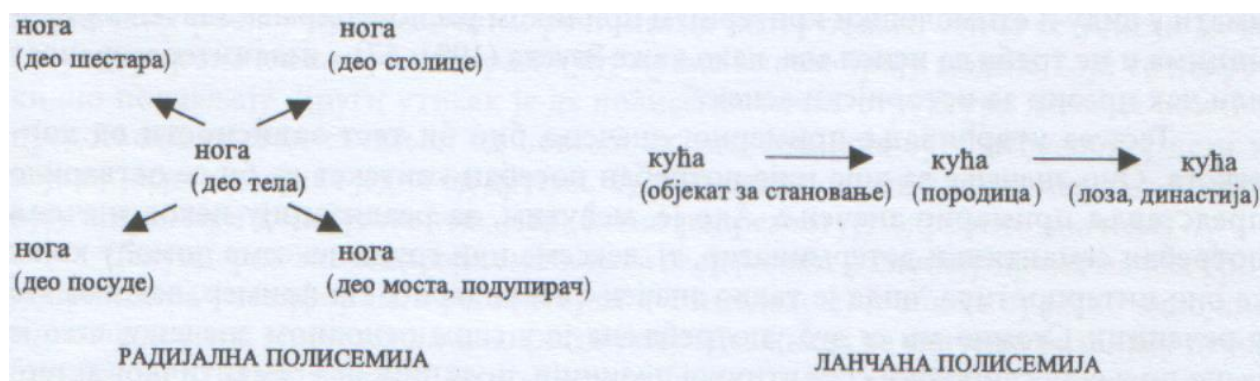 нога нога
(део шестара) (део столице)
нога
(део тела)
нога нога
(део посуде) (део моста, подупирач)
РАДИЈАЛНА ПОЛИСЕМИЈА
кућа кућа кућа
(објекат за становање) (породица) (лоза, династија)
ЛАНЧАНА ПОЛИСЕМИЈА